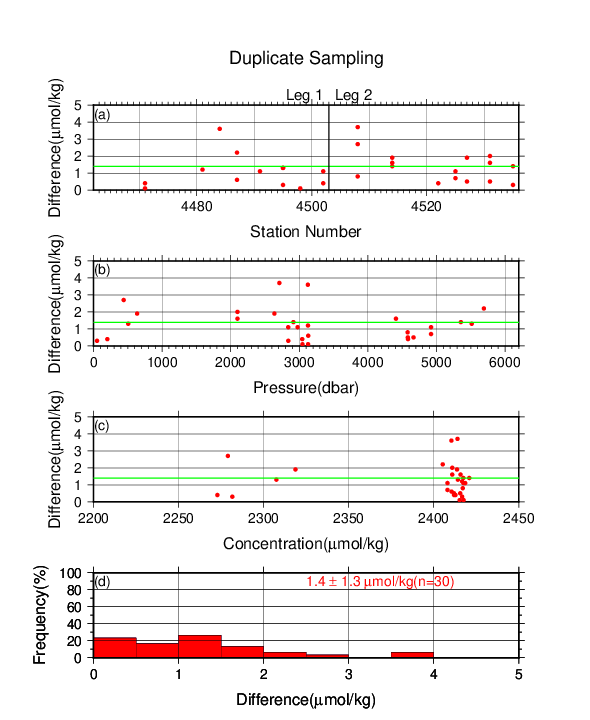 Duplicate Sampling
Leg 1 Leg 2
Difference(μmol/kg)
5
4
3
2
1
0
(a)
4480 4500 4520
Station Number
Difference(μmol/kg)
5
4
3
2
1
0
(b)
0 1000 2000 3000 4000 5000 6000
Pressure(dbar)
Difference(μmol/kg)
5
4
3
2
1
0
(c)
2200 2250 2300 2350 2400 2450
Concentration(μmol/kg)
Frequency(%)
100
80
60
40
20
0
(d)
1.4 ± 1.3 μmol/kg(n=30)
0 1 2 3 4 5
Difference(μmol/kg)